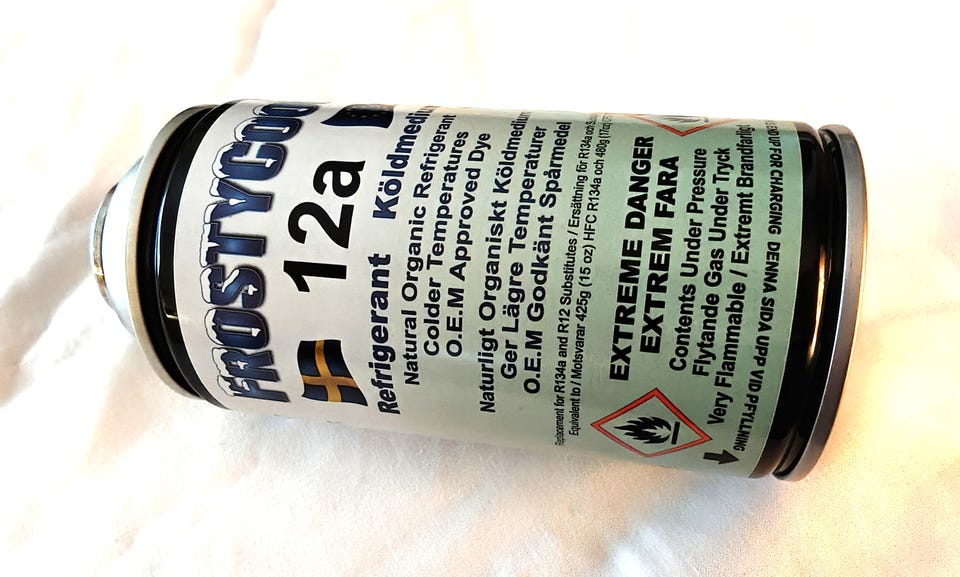 FROSTYCOO
12a
Refrigerant Köldmedium
Natural Organic Refrigerant
Colder Temperatures
O.E.M Approved Dye
Naturligt Organiskt Köldmedium
Ger Lägre Temperaturer
O.E.M Godkänt Spårmedel
Replacement for R134a and R12 Substitutes / Ersättning för R134a och
Equivalent to / Motsvarar 425g (15 oz) HFC R134a och 480g (17oz)
EXTREME DANGER
EXTREM FARA
Contents Under Pressure
Flytande Gas Under Tryck
Very Flammable / Extremt Brandfarligt
UP FOR CHARGING DENNA SIDA UPP VID PFYLLNING